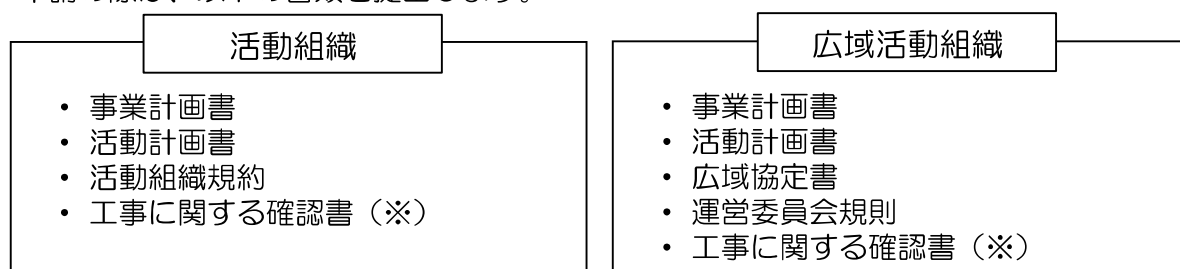 活動組織
・ 事業計画書
・ 活動計画書
・ 活動組織規約
・ 工事に関する確認書（※）
広域活動組織
・ 事業計画書
・ 活動計画書
・ 広域協定書
・ 運営委員会規則
・ 工事に関する確認書（※）